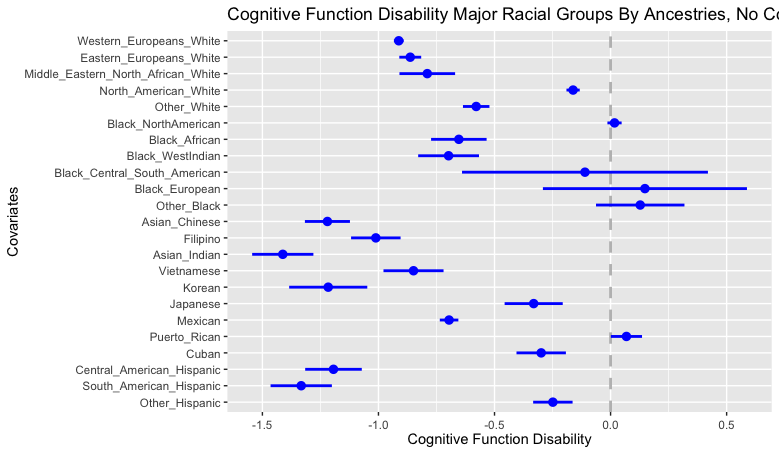 Cognitive Function Disability Major Racial Groups By Ancestries, No Co
Western_Europeans_White
Eastern_Europeans_White
Middle_Eastern_North_African_White
North_American_White
Other_White
Black_NorthAmerican
Black_African
Black_WestIndian
Black_Central_South_American
Black_European
Other_Black
Asian_Chinese
Filipino
Asian_Indian
Vietnamese
Korean
Japanese
Mexican
Puerto_Rican
Cuban
Central_American_Hispanic
South_American_Hispanic
Other_Hispanic
Covariates
-1.5 -1.0 -0.5 0.0 0.5
Cognitive Function Disability